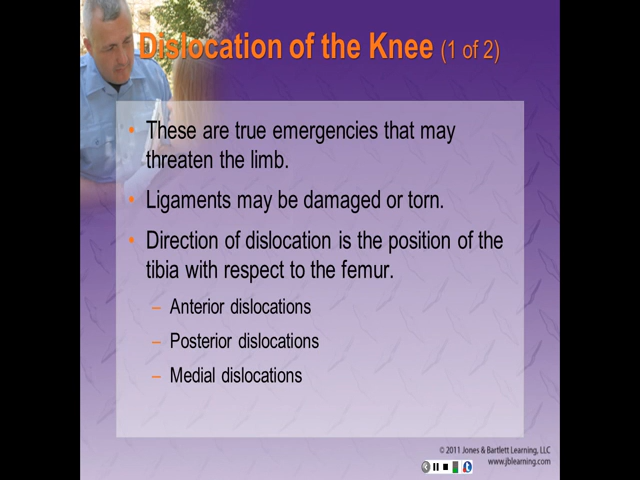 Dislocation of the Knee (1 of 2)
• These are true emergencies that may
threaten the limb.
• Ligaments may be damaged or torn.
• Direction of dislocation is the position of the
tibia with respect to the femur.
– Anterior dislocations
– Posterior dislocations
– Medial dislocations
© 2011 Jones & Bartlett Learning, LLC
www.jblearning.com